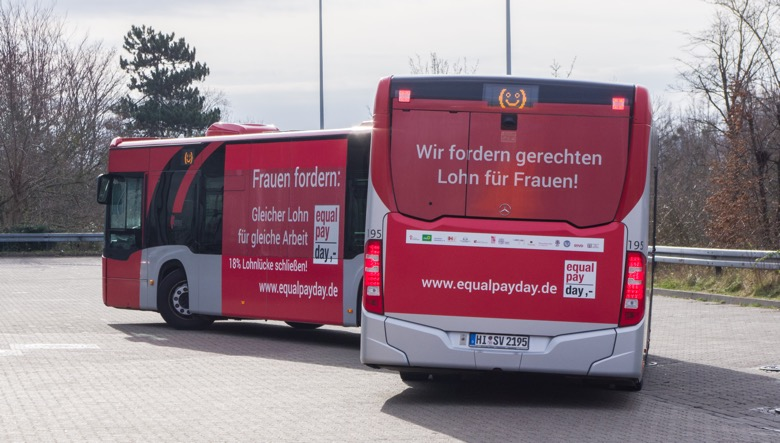 Frauen fordern:
Gleicher Lohn
für gleiche Arbeit
equal
pay
day,-
18% Lohnlücke schließen!
www.equalpayday.de
Wir fordern gerechten
Lohn für Frauen!
195
195
www.equalpayday.de
equal
pay
day,-
HI SV 2195